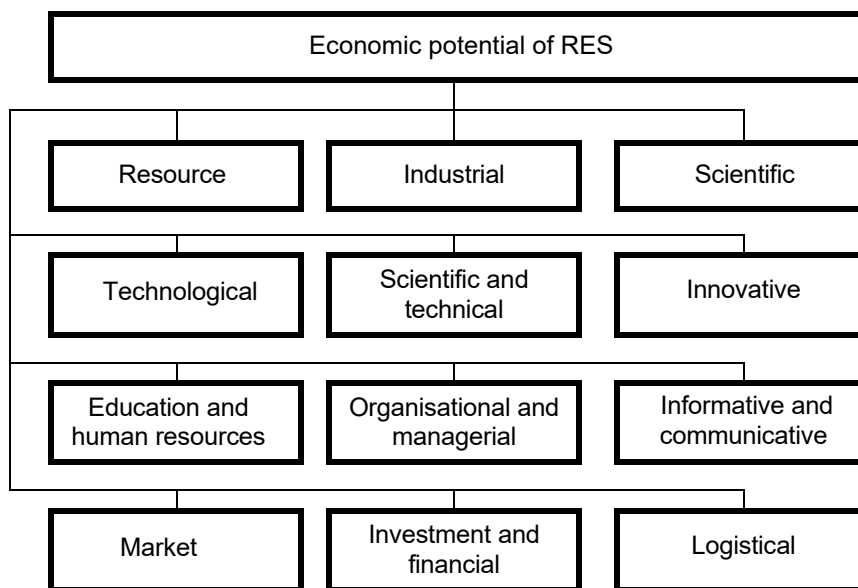 Economic potential of RES
Resource
Industrial
Scientific
Technological
Scientific and
technical
Innovative
Education and
human resources
Organisational and
managerial
Informative and
communicative
Market
Investment and
financial
Logistical